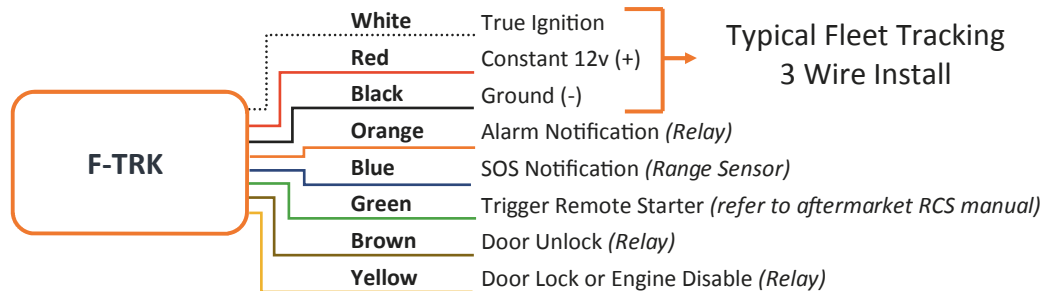 White True Ignition
Red Constant 12v (+)
Black Ground (-)
Typical Fleet Tracking
3 Wire Install
F-TRK
Orange Alarm Notification (Relay)
Blue SOS Notification (Range Sensor)
Green Trigger Remote Starter (refer to aftermarket RCS manual)
Brown Door Unlock (Relay)
Yellow Door Lock or Engine Disable (Relay)